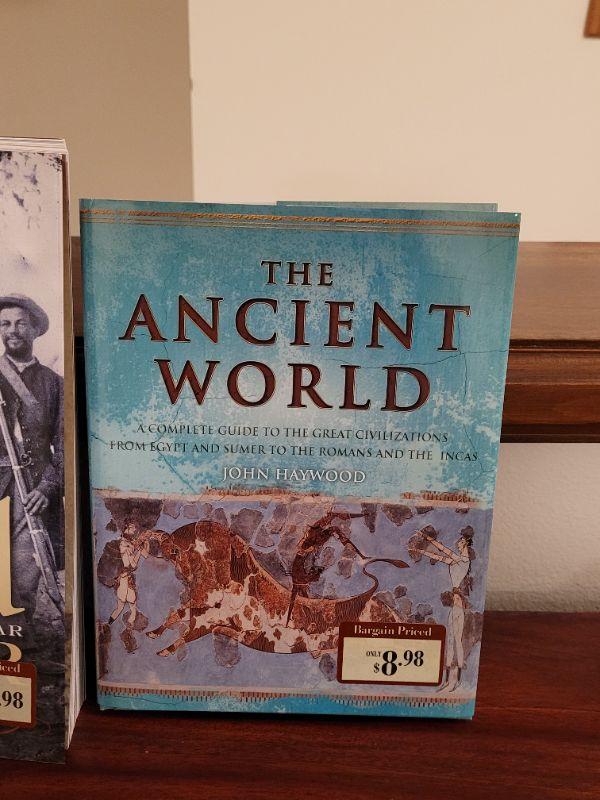 THE
ANCIENT
WORLD
A COMPLETE GUIDE TO THE GREAT CIVILIZATIONS
FROM EGYPT AND SUMER TO THE ROMANS AND THE INCAS
JOHN HAYWOOD
Bargain Priced
ONLY
$8.98
AR
iced
.98